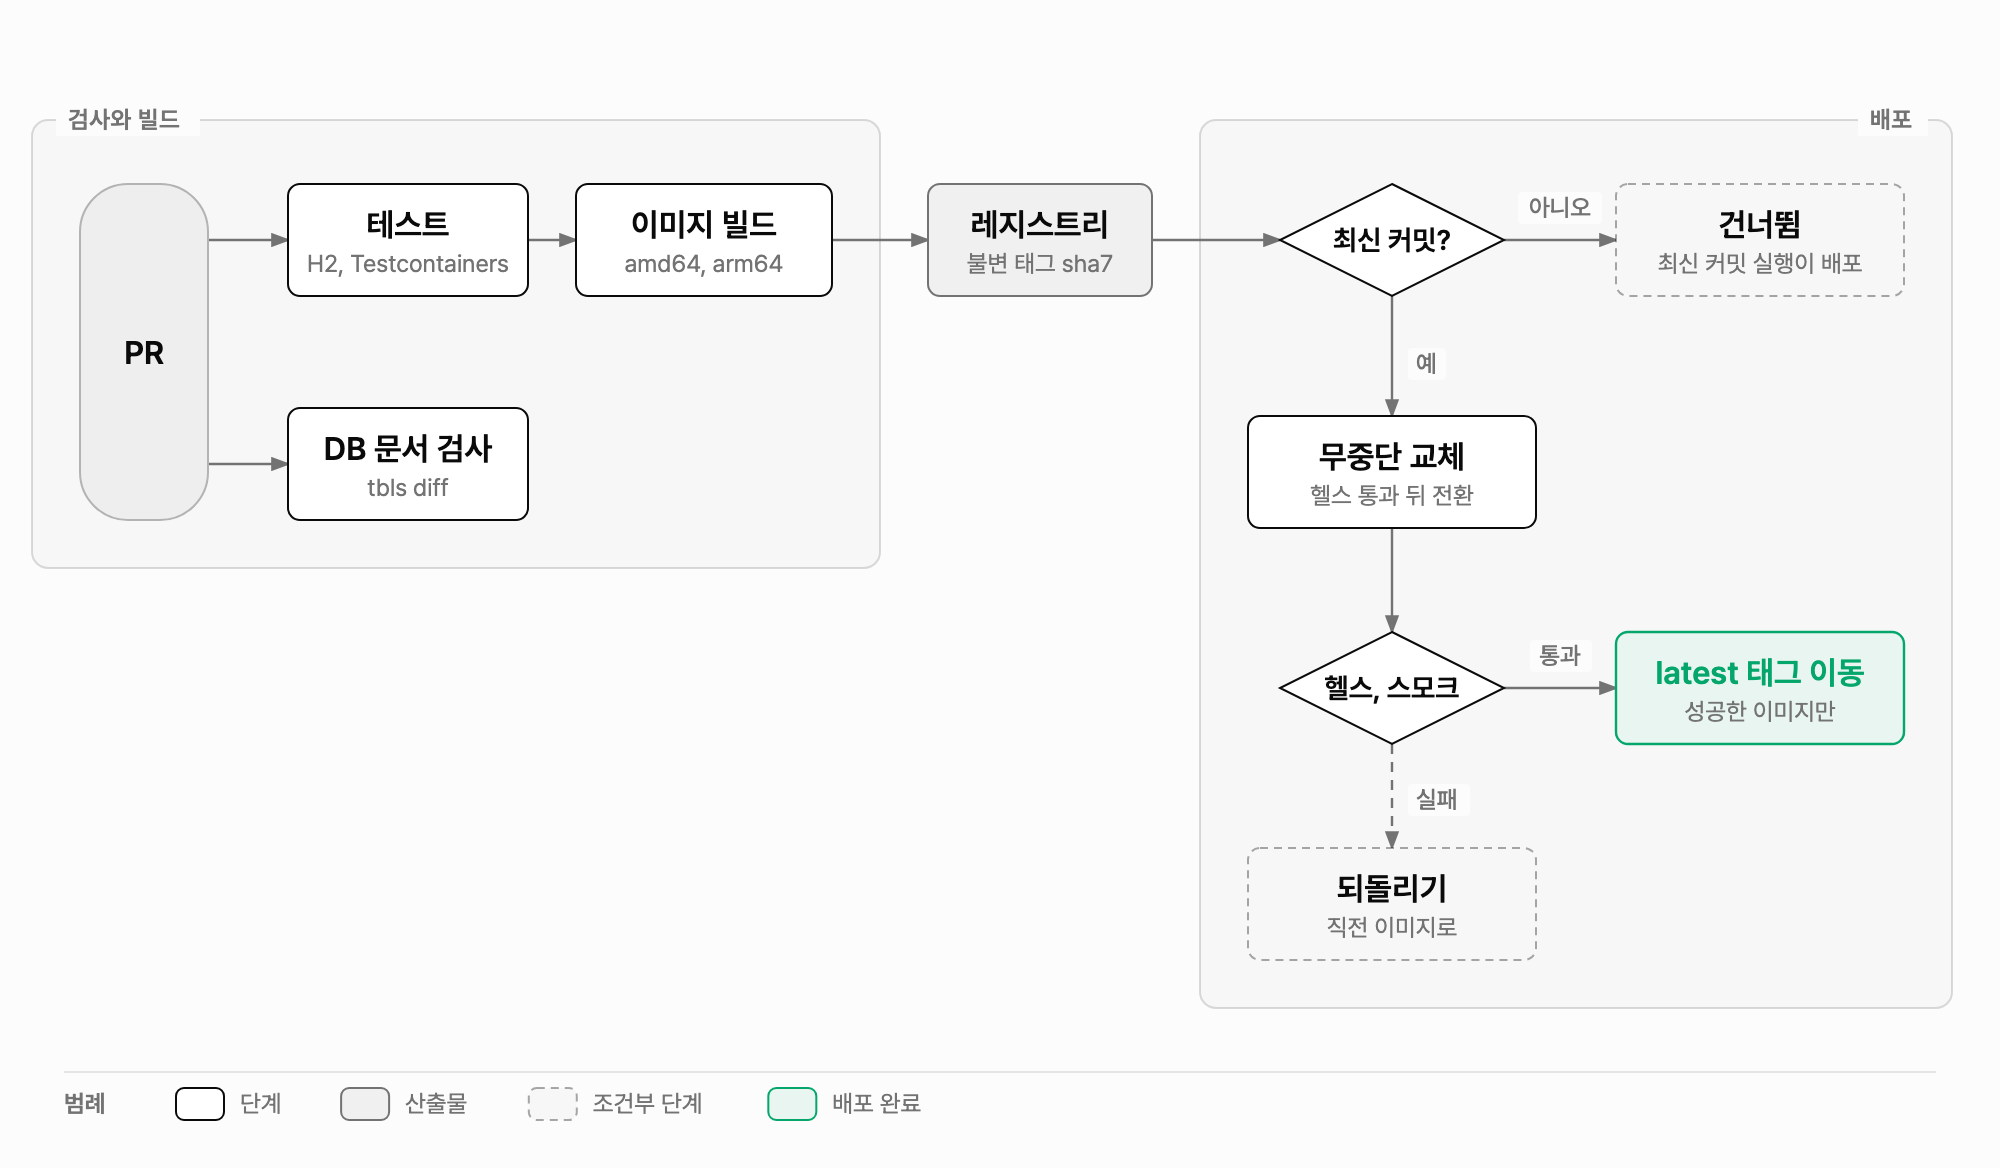 검사와 빌드
PR
테스트
H2, Testcontainers
이미지 빌드
amd64, arm64
DB 문서 검사
tbls diff
레지스트리
불변 태그 sha7
배포
최신 커밋?
아니오
건너뜀
최신 커밋 실행이 배포
예
무중단 교체
헬스 통과 뒤 전환
헬스, 스모크
통과
latest 태그 이동
성공한 이미지만
실패
되돌리기
직전 이미지로
범례
단계
산출물
조건부 단계
배포 완료